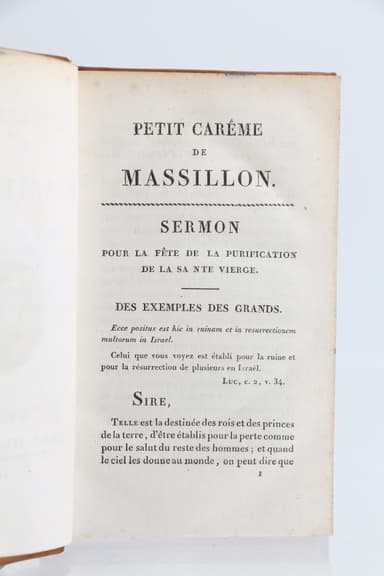 PETIT CARÊME
DE
MASSILLON.
SERMON
POUR LA FÊTE DE LA PURIFICATION
DE LA SA NTE VIERGE.
DES EXEMPLES DES GRANDS.
Ecce positus est hic in ruinam et in resurrectionem
multorum in Israel.
Celui que vous voyez est établi pour la ruine et
pour la résurrection de plusieurs en Israël.
Luc, c. 2, v. 34.
Sire,
Telle est la destinée des rois et des princes
de la terre, d'être établis pour la perte comme
pour le salut du reste des hommes; et quand
le ciel les donne au monde, on peut dire que
1